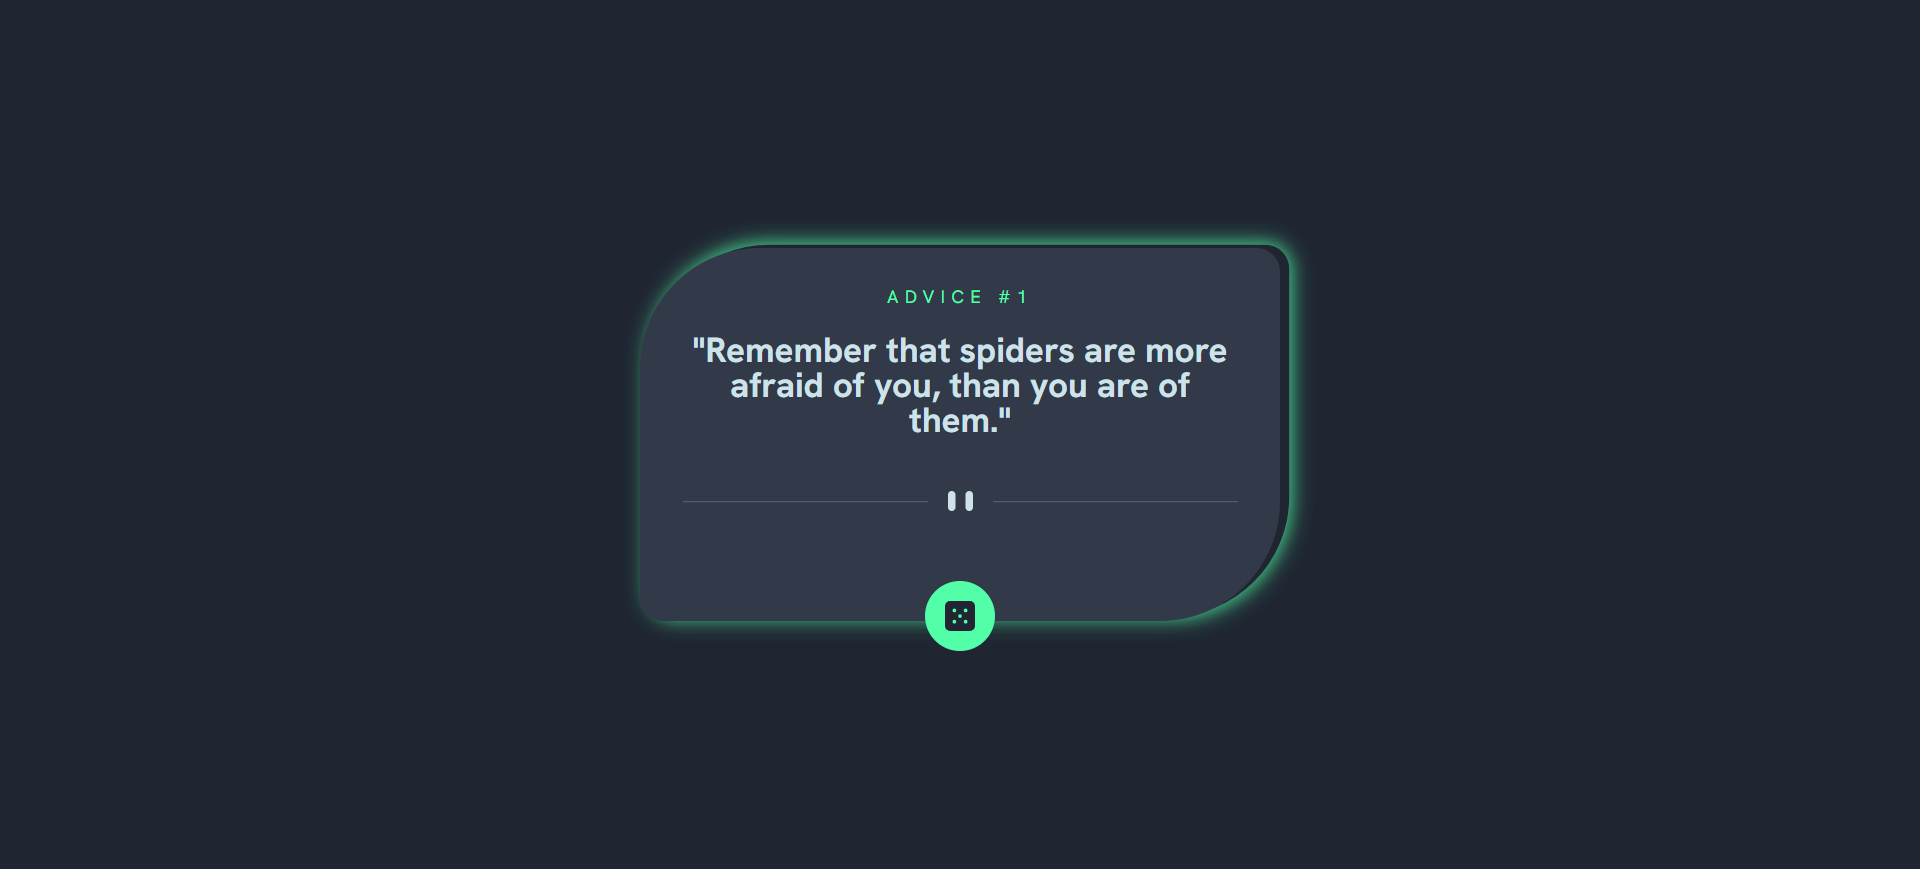 ADVICE #1
"Remember that spiders are more
afraid of you, than you are of
them."